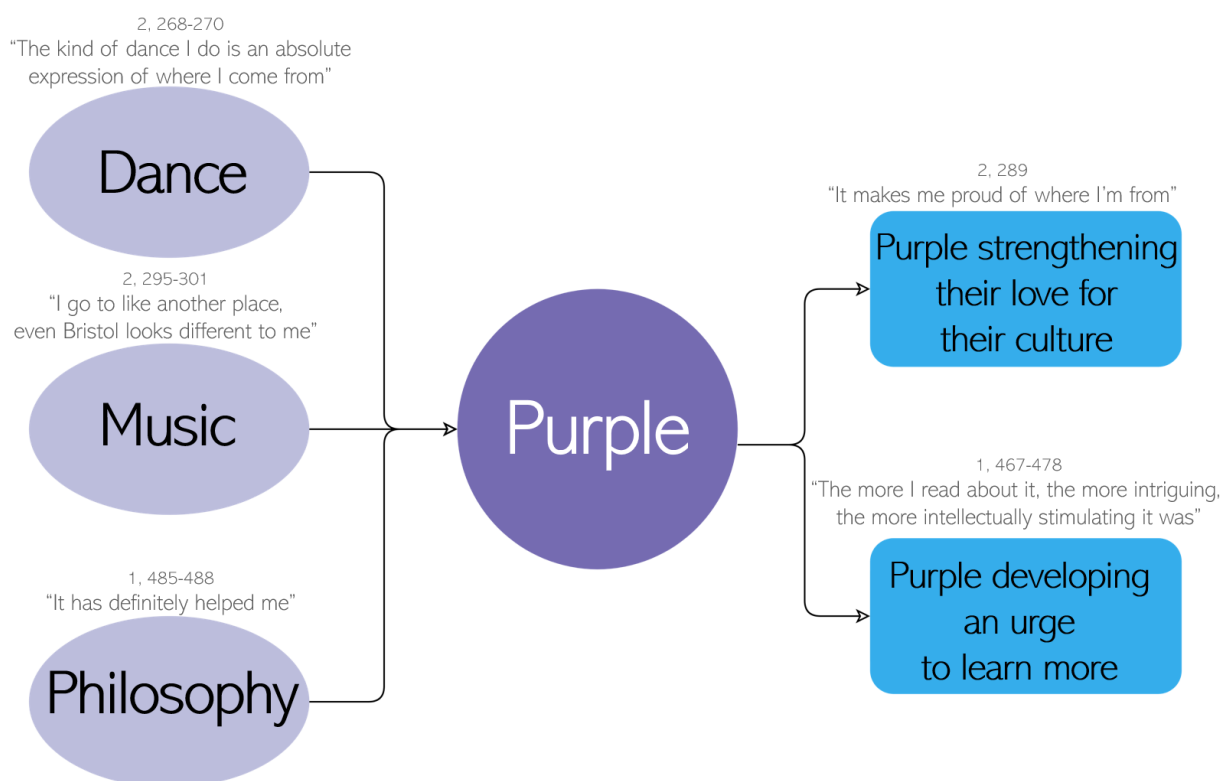 2, 268-270
“The kind of dance I do is an absolute
expression of where I come from”
Dance
2, 295-301
“I go to like another place,
even Bristol looks different to me”
Music
1, 485-488
“It has definitely helped me”
Philosophy
Purple
2, 289
“It makes me proud of where I’m from”
Purple strengthening
their love for
their culture
1, 467-478
“The more I read about it, the more intriguing,
the more intellectually stimulating it was”
Purple developing
an urge
to learn more